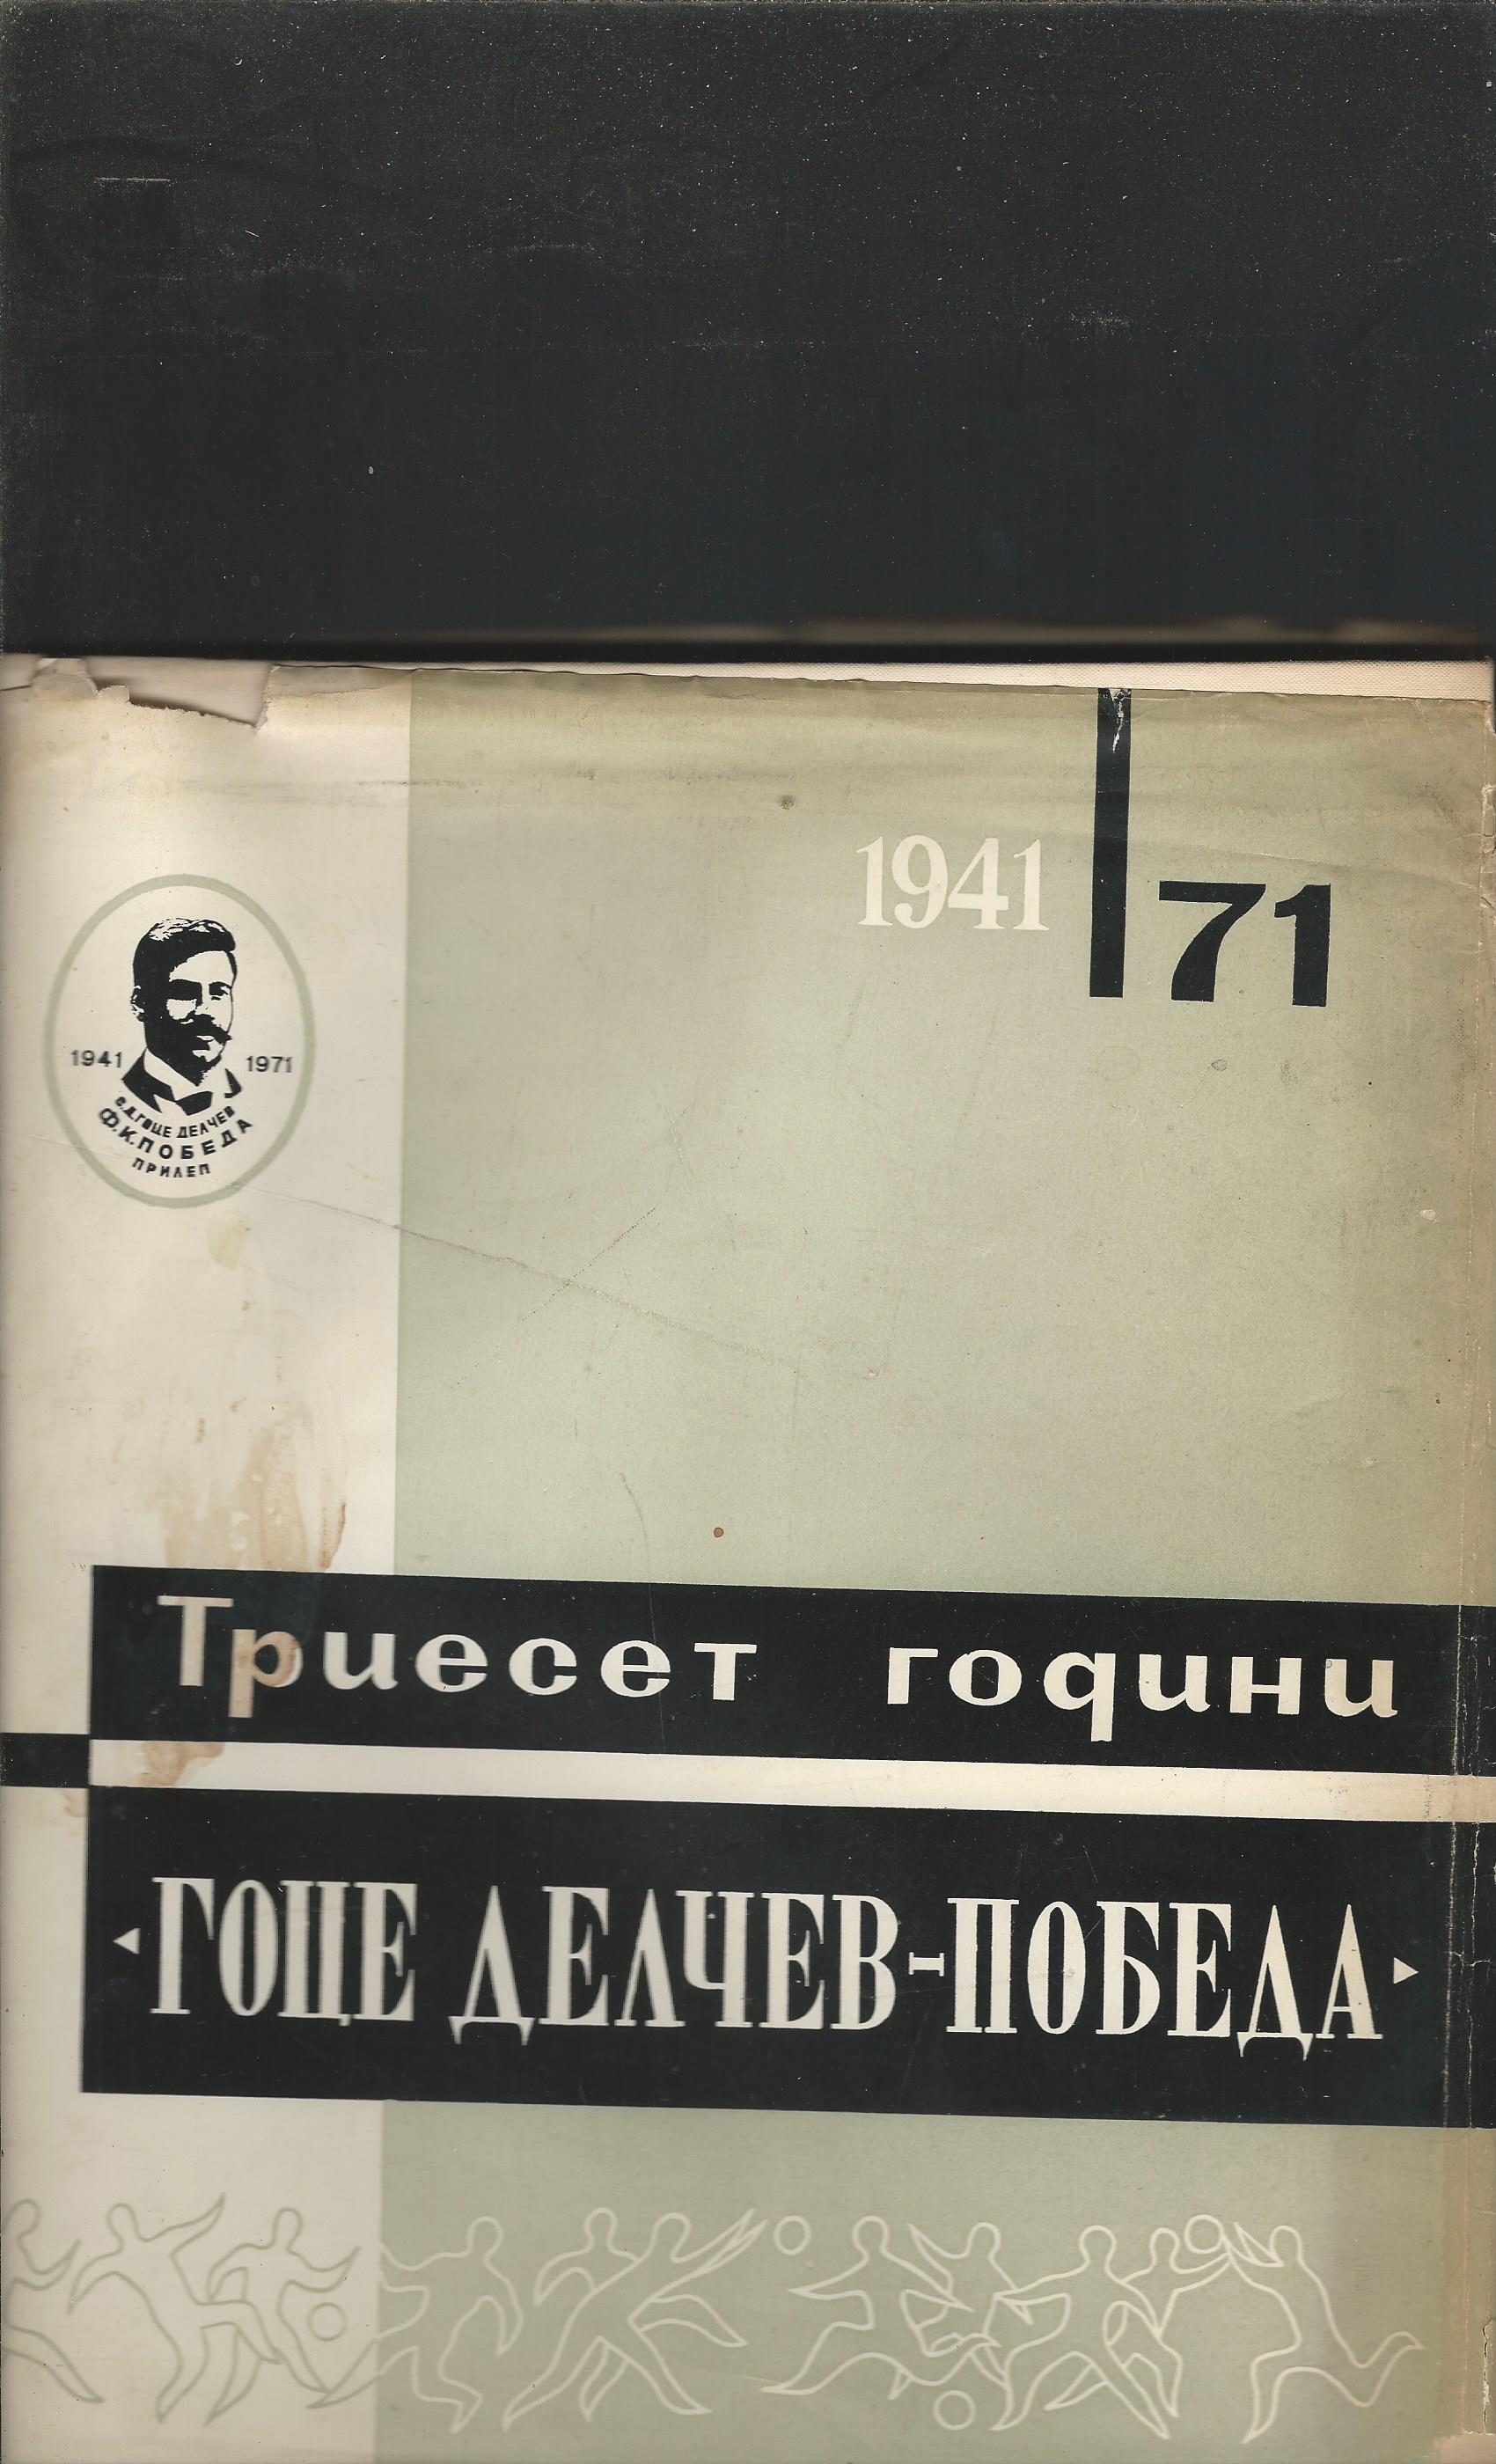 1941
71
1941 1971
С.Д.ГОЦЕ ДЕЛЧЕВ
Ф.К.ПОБЕДА
ПРИЛЕП
Триесет години
ГОЦЕ ДЕЛЧЕВ-ПОБЕДА